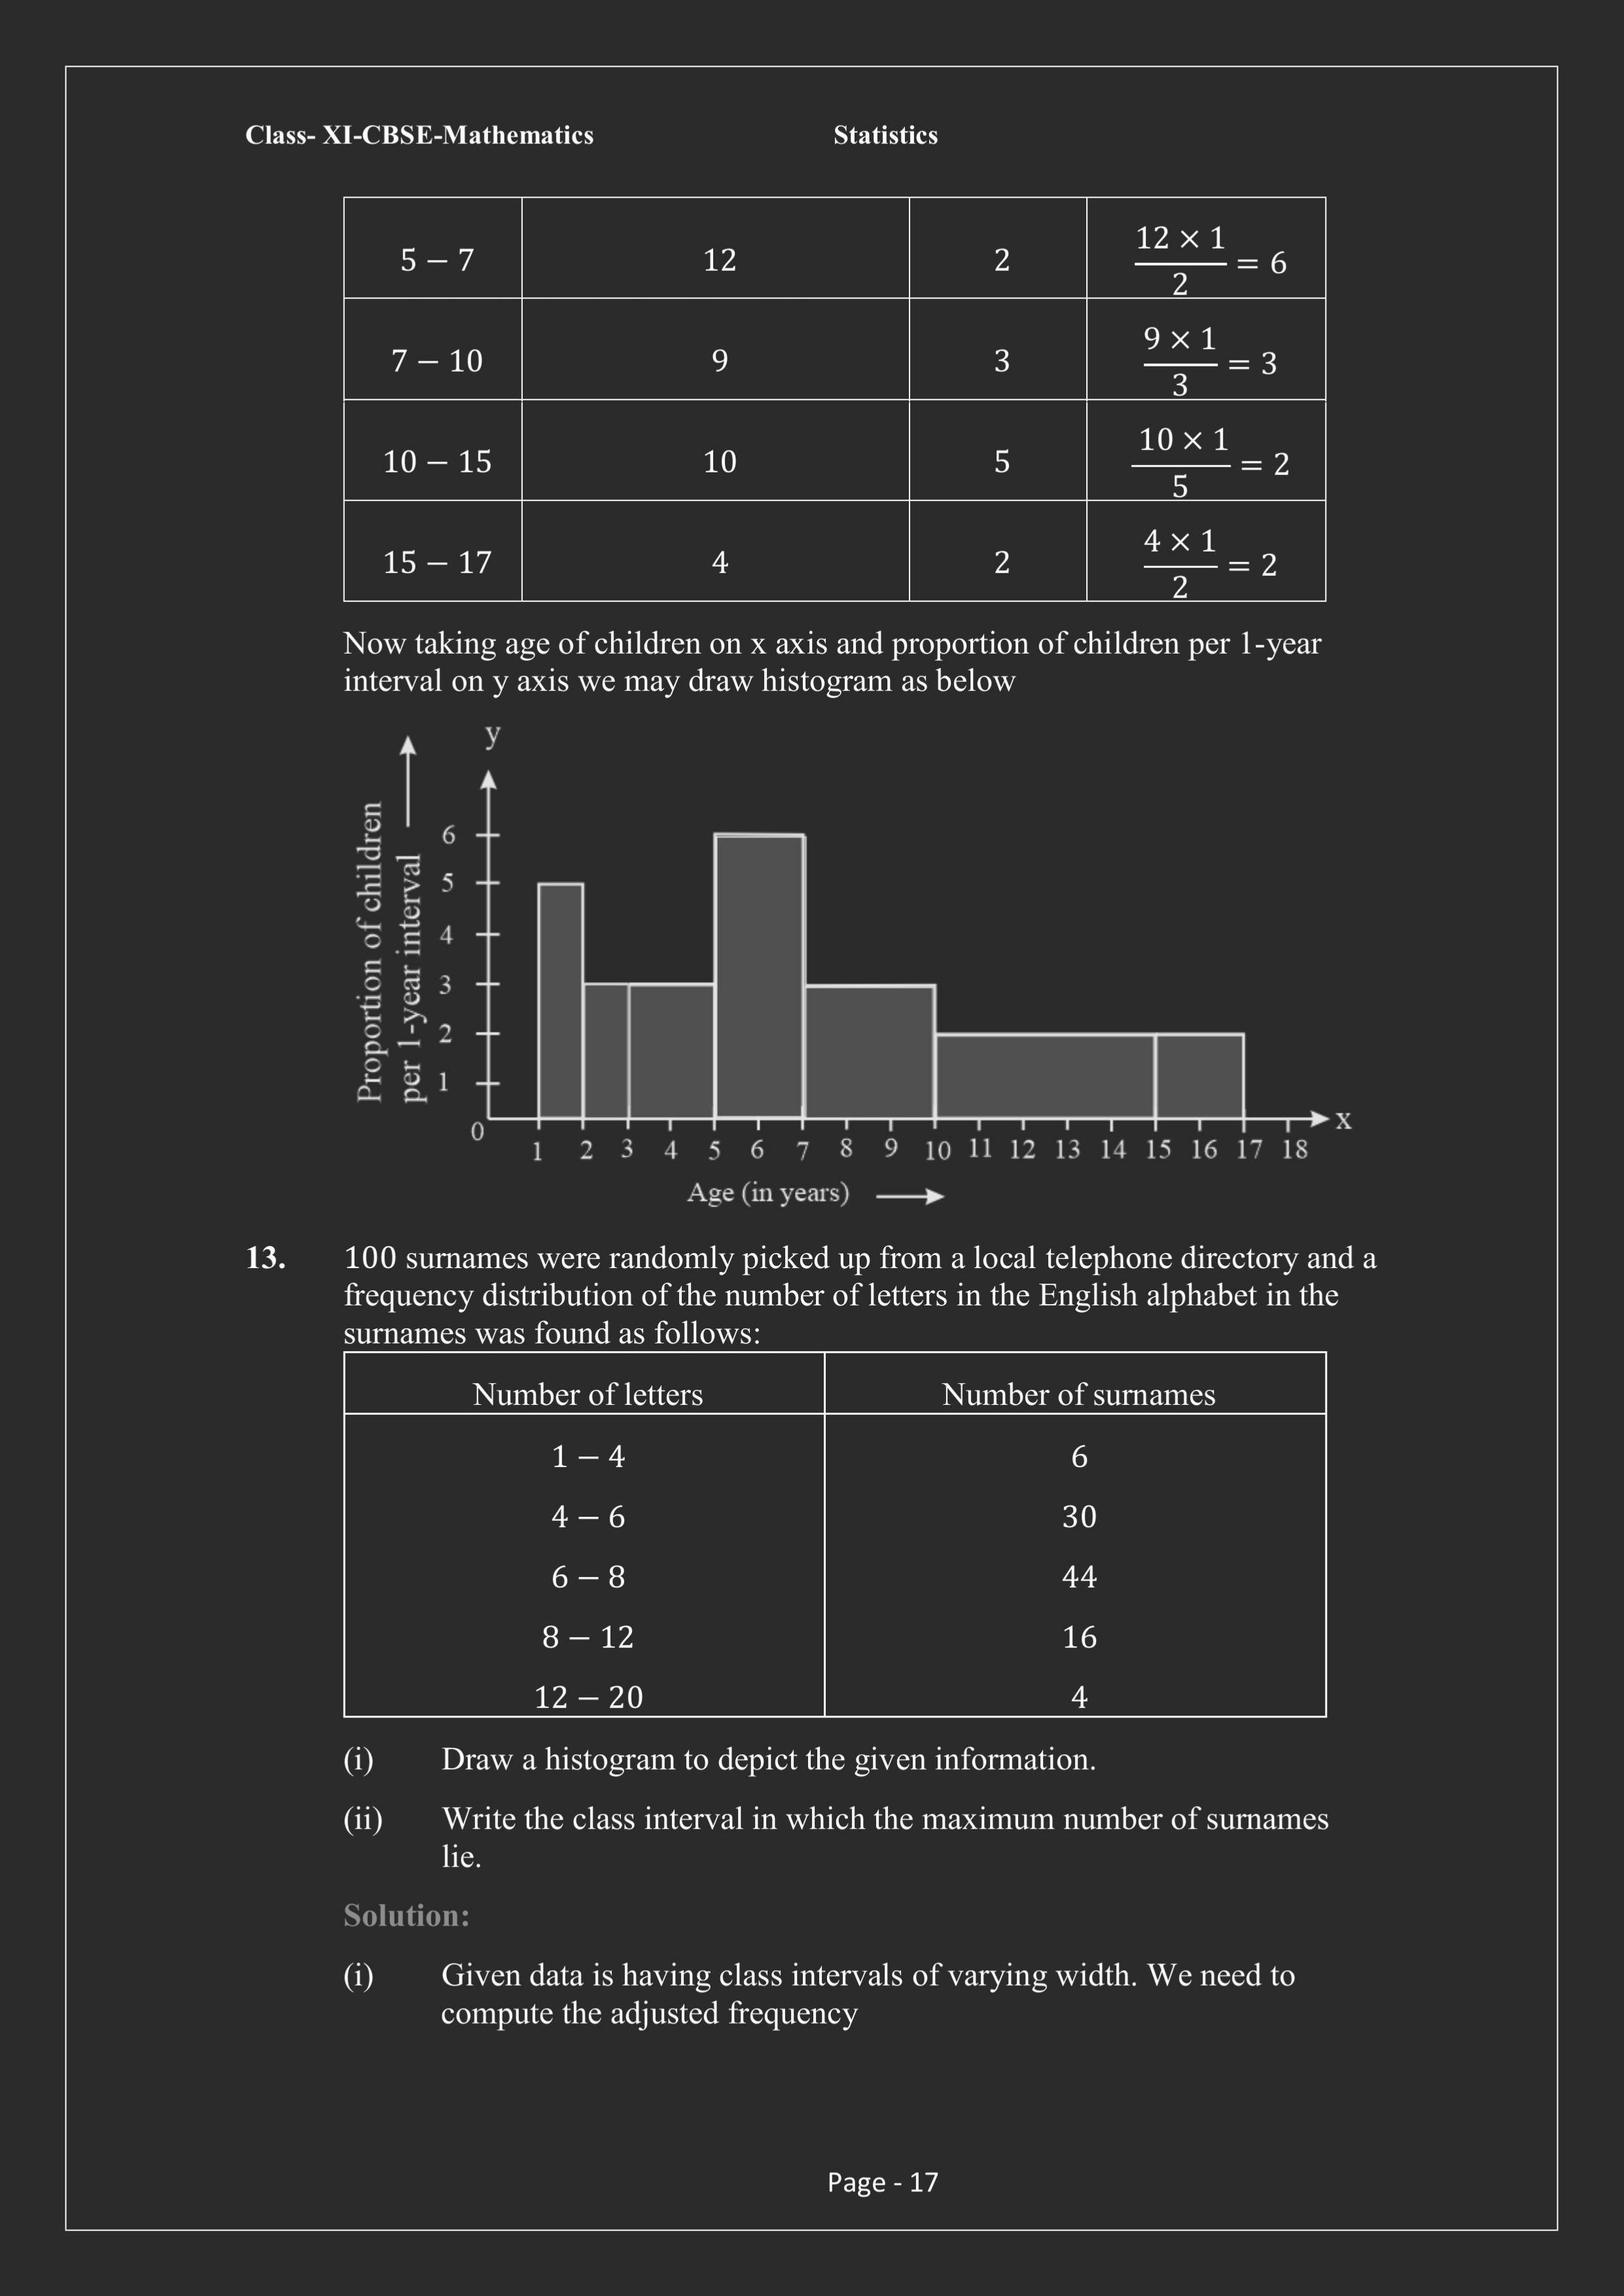 Class- XI-CBSE-Mathematics Statistics
5 − 7 12 2 12 × 1 / 2 = 6
7 − 10 9 3 9 × 1 / 3 = 3
10 − 15 10 5 10 × 1 / 5 = 2
15 − 17 4 2 4 × 1 / 2 = 2
Now taking age of children on x axis and proportion of children per 1-year
interval on y axis we may draw histogram as below
y
Proportion of children
per 1-year interval
6
5
4
3
2
1
0
x
1 2 3 4 5 6 7 8 9 10 11 12 13 14 15 16 17 18
Age (in years)
13. 100 surnames were randomly picked up from a local telephone directory and a
frequency distribution of the number of letters in the English alphabet in the
surnames was found as follows:
Number of letters Number of surnames
1 − 4 6
4 − 6 30
6 − 8 44
8 − 12 16
12 − 20 4
(i) Draw a histogram to depict the given information.
(ii) Write the class interval in which the maximum number of surnames
lie.
Solution:
(i) Given data is having class intervals of varying width. We need to
compute the adjusted frequency
Page - 17